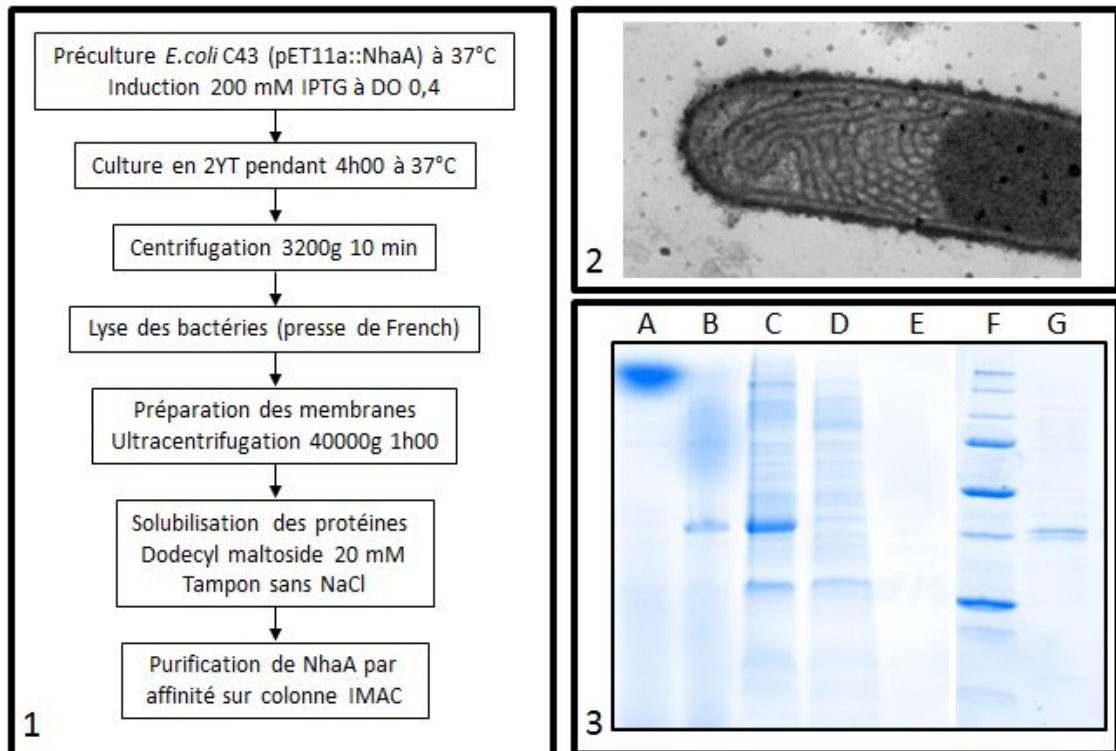 Préculture E.coli C43 (pET11a::NhaA) à 37°C
Induction 200 mM IPTG à DO 0,4
Culture en 2YT pendant 4h00 à 37°C
Centrifugation 3200g 10 min
Lyse des bactéries (presse de French)
Préparation des membranes
Ultracentrifugation 40000g 1h00
Solubilisation des protéines
Dodecyl maltoside 20 mM
Tampon sans NaCl
Purification de NhaA par
affinité sur colonne IMAC
1
2
A B C D E F G
3